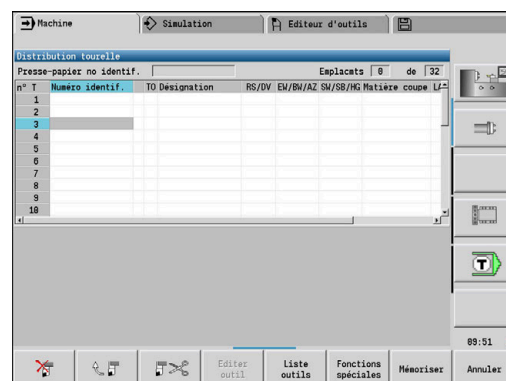 Machine Simulation Editeur d'outils
Distribution tourelle
Presse-papier no identif. Emplacmts 0 de 32
n° T Numéro identif. TO Désignation RS/DV EW/BW/AZ SW/SB/HG Matière coupe
1
2
3
4
5
6
7
8
9
10
T
09:51
Editer outil Liste outils Fonctions spéciales Mémoriser Annuler